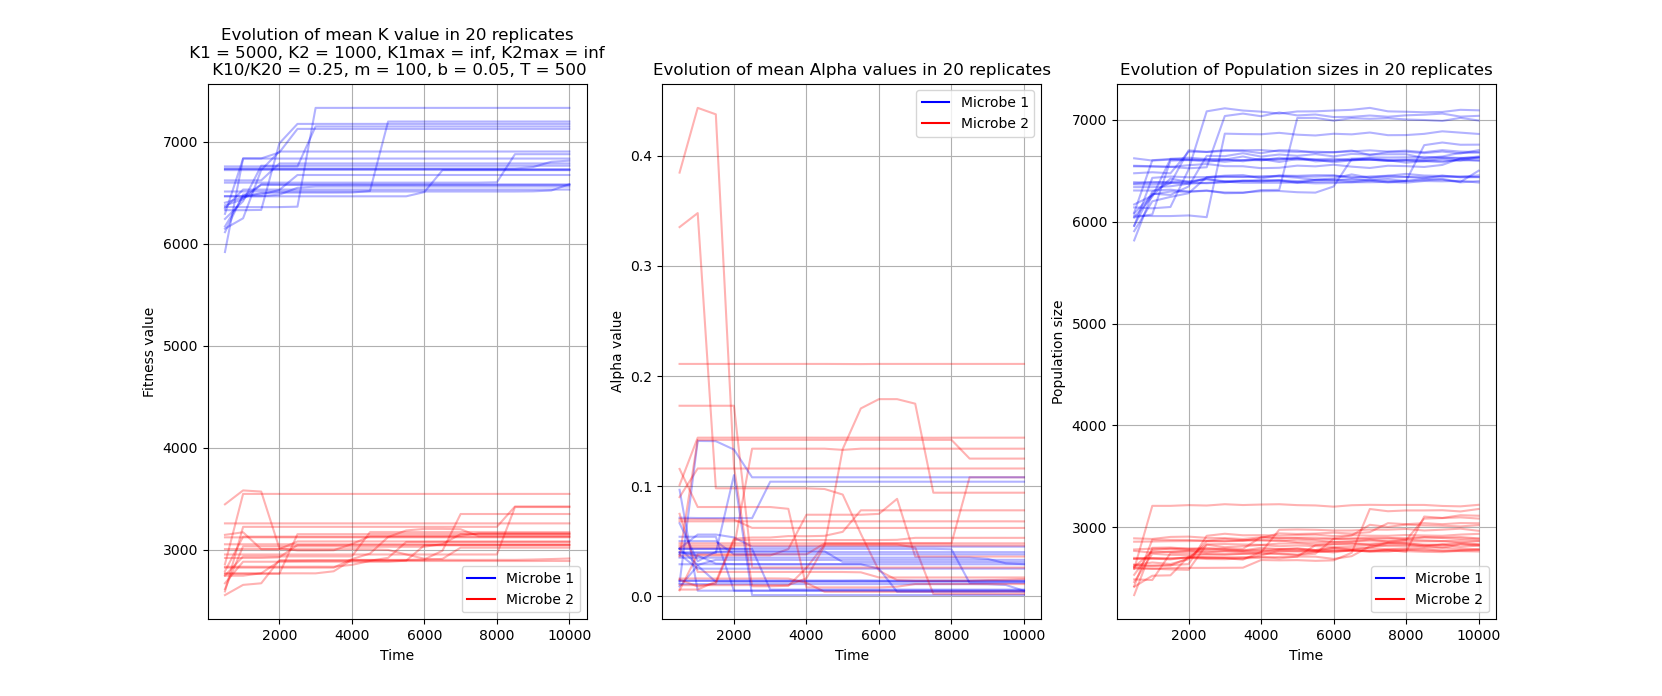 Evolution of mean K value in 20 replicates
K1 = 5000, K2 = 1000, K1max = inf, K2max = inf
K10/K20 = 0.25, m = 100, b = 0.05, T = 500
Fitness value
7000
6000
5000
4000
3000
2000
4000
6000
8000
10000
Time
Microbe 1
Microbe 2
Evolution of mean Alpha values in 20 replicates
Alpha value
0.4
0.3
0.2
0.1
0.0
2000
4000
6000
8000
10000
Time
Microbe 1
Microbe 2
Evolution of Population sizes in 20 replicates
Population size
7000
6000
5000
4000
3000
2000
4000
6000
8000
10000
Time
Microbe 1
Microbe 2